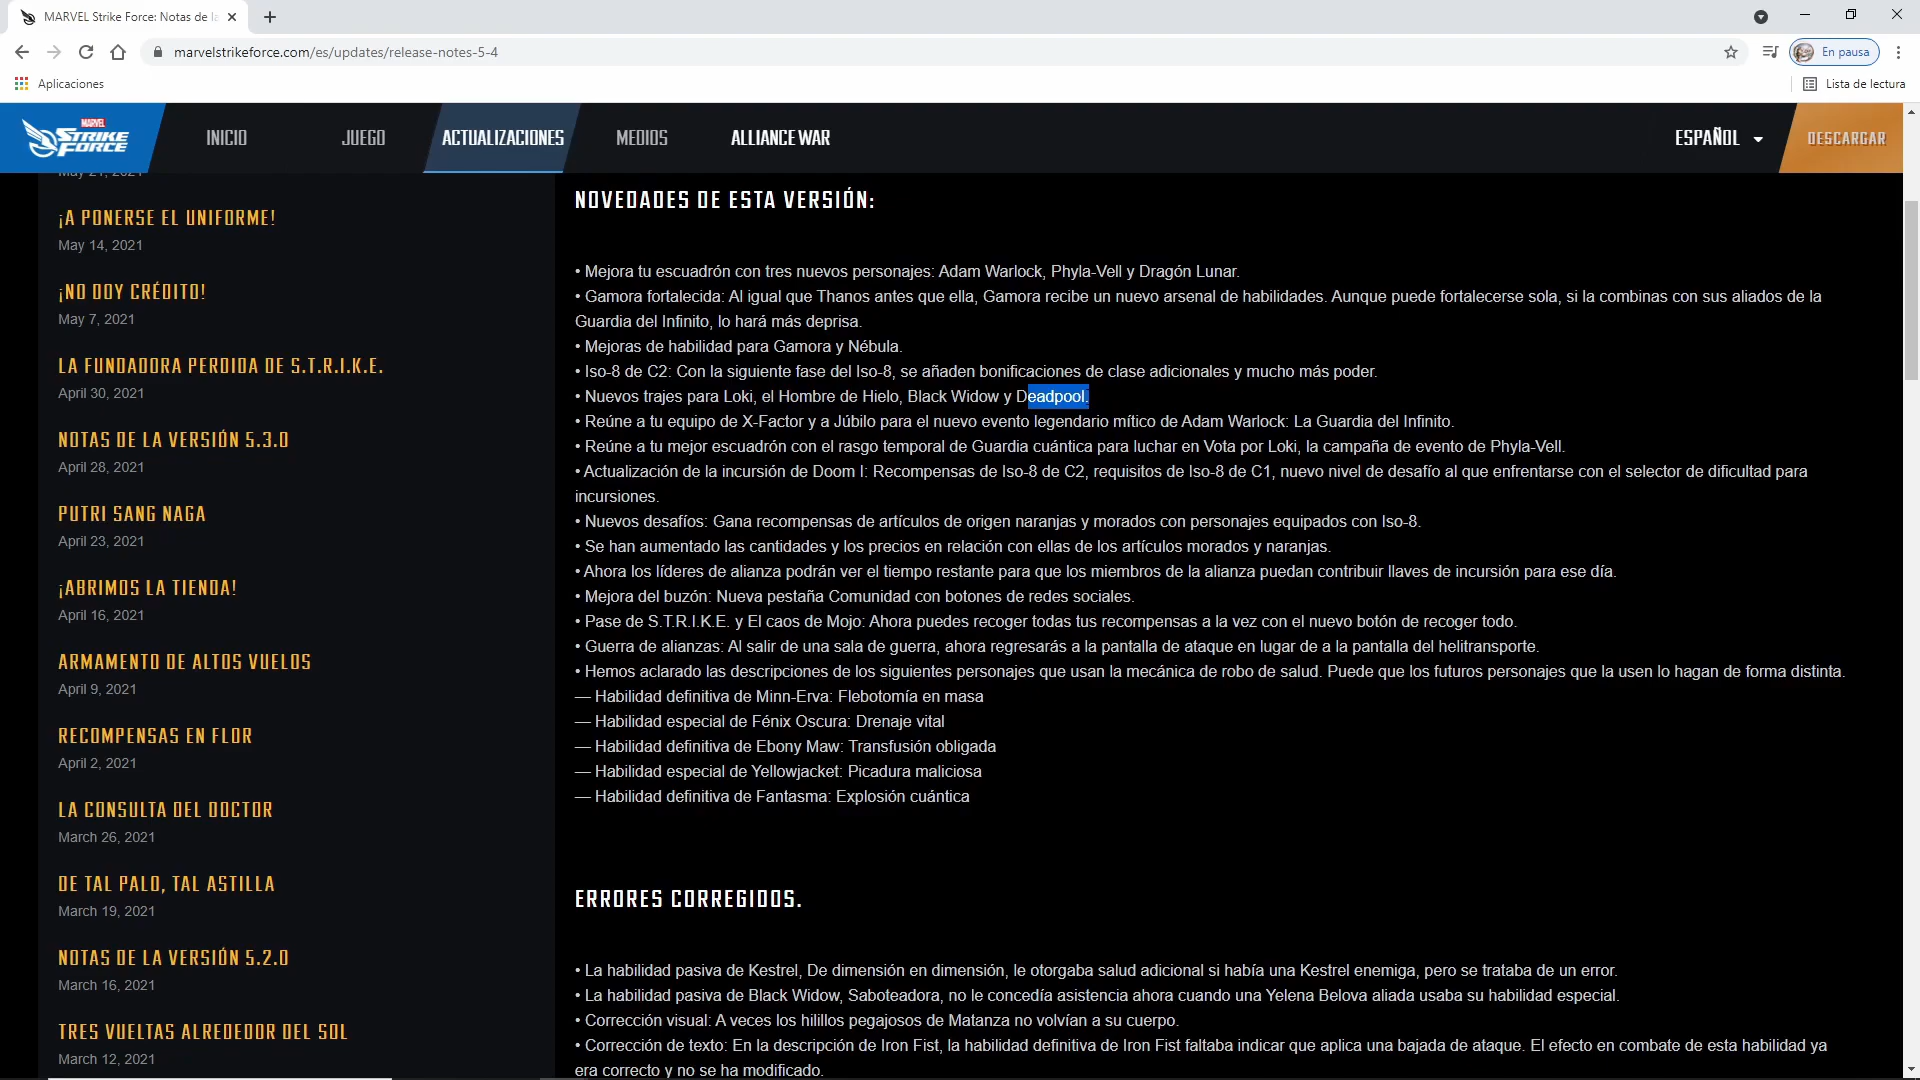 MARVEL Strike Force: Notas de la
marvelstrikeforce.com/es/updates/release-notes-5-4
En pausa
Aplicaciones
Lista de lectura
MARVEL
STRIKE
FORCE
INICIO
JUEGO
ACTUALIZACIONES
MEDIOS
ALLIANCE WAR
ESPAÑOL
DESCARGAR
May 21, 2021
¡A PONERSE EL UNIFORME!
May 14, 2021
¡NO DOY CRÉDITO!
May 7, 2021
LA FUNDADORA PERDIDA DE S.T.R.I.K.E.
April 30, 2021
NOTAS DE LA VERSIÓN 5.3.0
April 28, 2021
PUTRI SANG NAGA
April 23, 2021
¡ABRIMOS LA TIENDA!
April 16, 2021
ARMAMENTO DE ALTOS VUELOS
April 9, 2021
RECOMPENSAS EN FLOR
April 2, 2021
LA CONSULTA DEL DOCTOR
March 26, 2021
DE TAL PALO, TAL ASTILLA
March 19, 2021
NOTAS DE LA VERSIÓN 5.2.0
March 16, 2021
TRES VUELTAS ALREDEDOR DEL SOL
March 12, 2021
NOVEDADES DE ESTA VERSIÓN:
• Mejora tu escuadrón con tres nuevos personajes: Adam Warlock, Phyla-Vell y Dragón Lunar.
• Gamora fortalecida: Al igual que Thanos antes que ella, Gamora recibe un nuevo arsenal de habilidades. Aunque puede fortalecerse sola, si la combinas con sus aliados de la
Guardia del Infinito, lo hará más deprisa.
• Mejoras de habilidad para Gamora y Nébula.
• Iso-8 de C2: Con la siguiente fase del Iso-8, se añaden bonificaciones de clase adicionales y mucho más poder.
• Nuevos trajes para Loki, el Hombre de Hielo, Black Widow y Deadpool.
• Reúne a tu equipo de X-Factor y a Júbilo para el nuevo evento legendario mítico de Adam Warlock: La Guardia del Infinito.
• Reúne a tu mejor escuadrón con el rasgo temporal de Guardia cuántica para luchar en Vota por Loki, la campaña de evento de Phyla-Vell.
• Actualización de la incursión de Doom I: Recompensas de Iso-8 de C2, requisitos de Iso-8 de C1, nuevo nivel de desafío al que enfrentarse con el selector de dificultad para
incursiones.
• Nuevos desafíos: Gana recompensas de artículos de origen naranjas y morados con personajes equipados con Iso-8.
• Se han aumentado las cantidades y los precios en relación con ellas de los artículos morados y naranjas.
• Ahora los líderes de alianza podrán ver el tiempo restante para que los miembros de la alianza puedan contribuir llaves de incursión para ese día.
• Mejora del buzón: Nueva pestaña Comunidad con botones de redes sociales.
• Pase de S.T.R.I.K.E. y El caos de Mojo: Ahora puedes recoger todas tus recompensas a la vez con el nuevo botón de recoger todo.
• Guerra de alianzas: Al salir de una sala de guerra, ahora regresarás a la pantalla de ataque en lugar de a la pantalla del helitransporte.
• Hemos aclarado las descripciones de los siguientes personajes que usan la mecánica de robo de salud. Puede que los futuros personajes que la usen lo hagan de forma distinta.
— Habilidad definitiva de Minn-Erva: Flebotomía en masa
— Habilidad especial de Fénix Oscura: Drenaje vital
— Habilidad definitiva de Ebony Maw: Transfusión obligada
— Habilidad especial de Yellowjacket: Picadura maliciosa
— Habilidad definitiva de Fantasma: Explosión cuántica
ERRORES CORREGIDOS.
• La habilidad pasiva de Kestrel, De dimensión en dimensión, le otorgaba salud adicional si había una Kestrel enemiga, pero se trataba de un error.
• La habilidad pasiva de Black Widow, Saboteadora, no le concedía asistencia ahora cuando una Yelena Belova aliada usaba su habilidad especial.
• Corrección visual: A veces los hilillos pegajosos de Matanza no volvían a su cuerpo.
• Corrección de texto: En la descripción de Iron Fist, la habilidad definitiva de Iron Fist faltaba indicar que aplica una bajada de ataque. El efecto en combate de esta habilidad ya
era correcto y no se ha modificado.